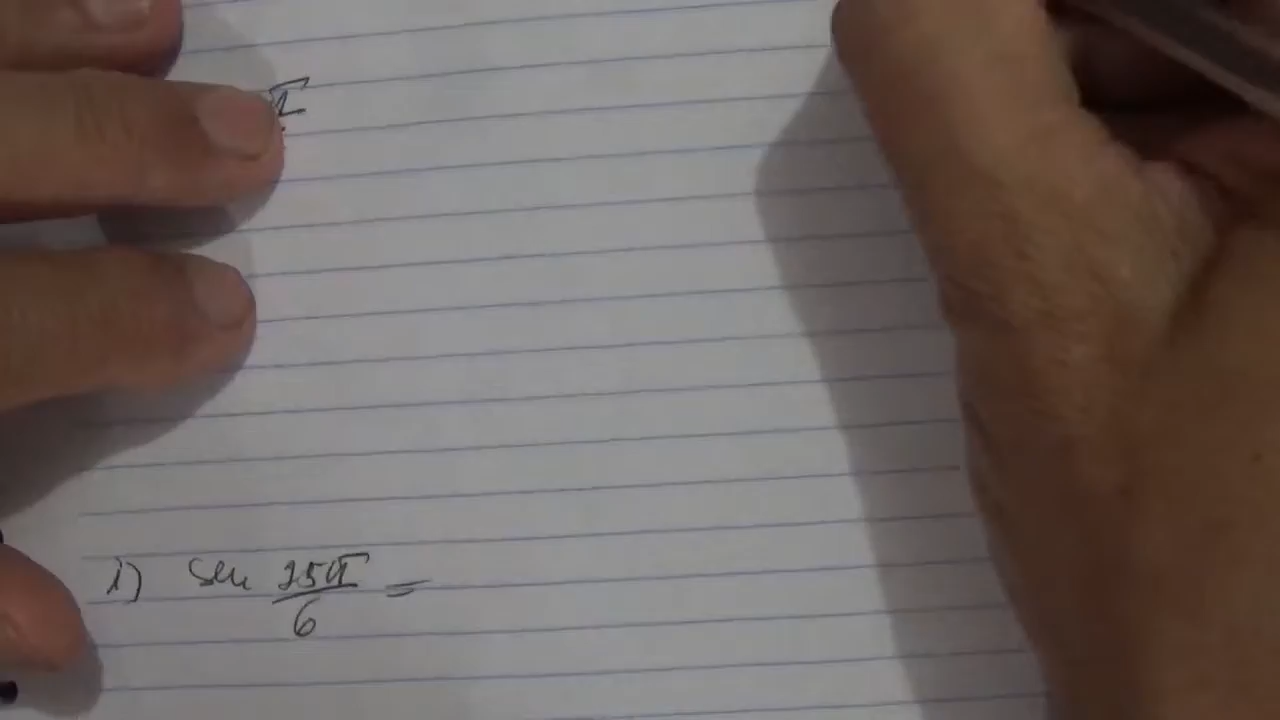 π
i) sen 25π/6 =